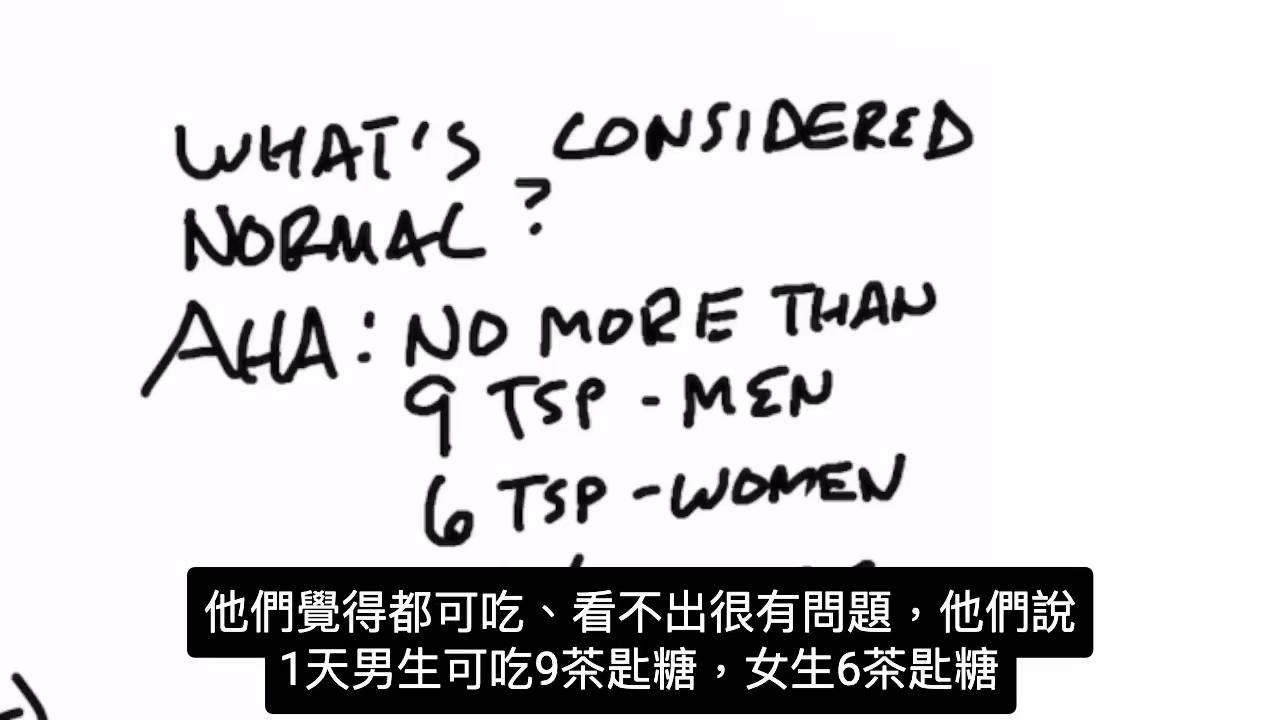 WHAT'S CONSIDERED
NORMAL?
AHA: NO MORE THAN
9 TSP - MEN
6 TSP - WOMEN
他們覺得都可吃、看不出很有問題，他們說
1天男生可吃9茶匙糖，女生6茶匙糖